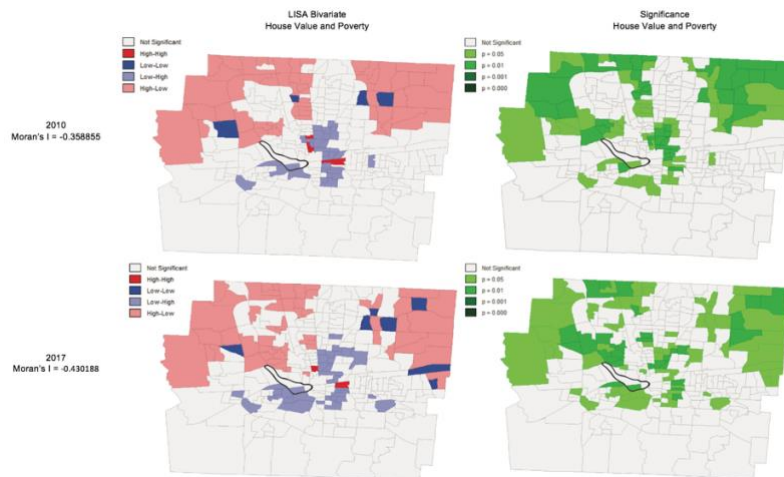 LISA Bivariate
House Value and Poverty
Significance
House Value and Poverty
Not Significant
High-High
Low-Low
Low-High
High-Low
Not Significant
p = 0.05
p = 0.01
p = 0.001
p = 0.000
2010
Moran's I = -0.358855
Not Significant
High-High
Low-Low
Low-High
High-Low
Not Significant
p = 0.05
p = 0.01
p = 0.001
p = 0.000
2017
Moran's I = -0.430188